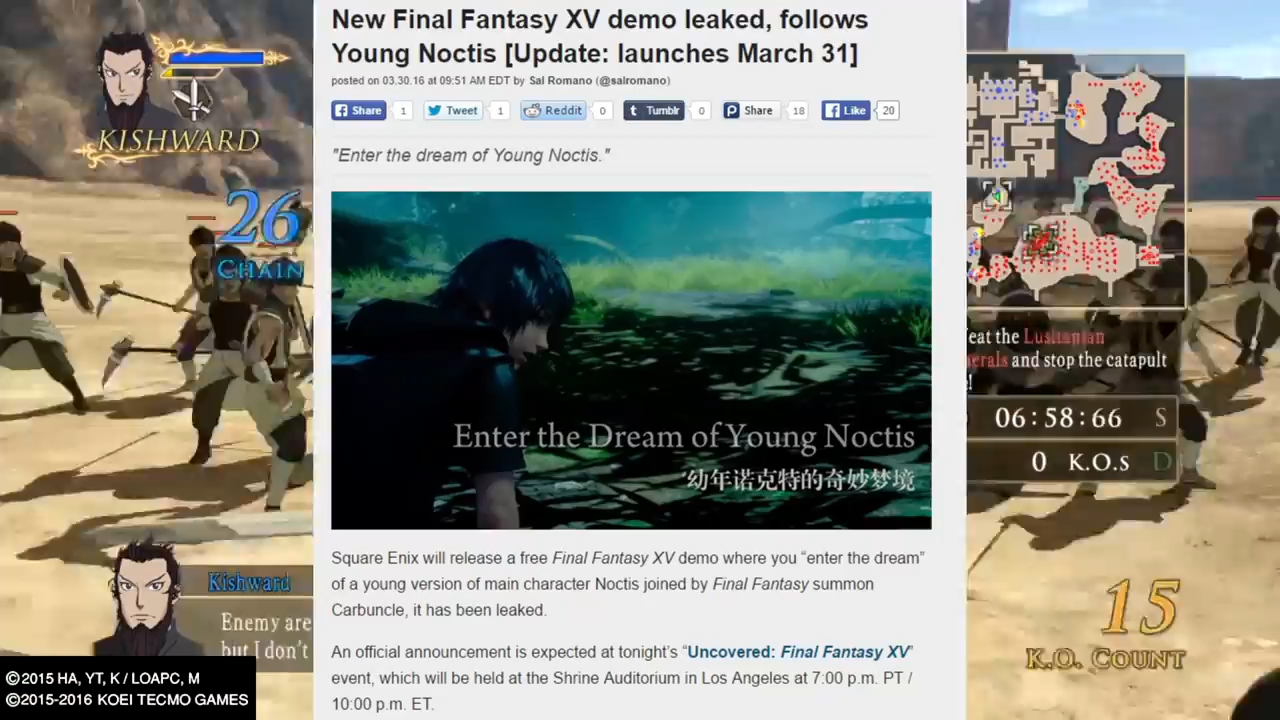 New Final Fantasy XV demo leaked, follows
Young Noctis [Update: launches March 31]
posted on 03.30.16 at 09:51 AM EDT by Sal Romano (@salromano)
Share 1 Tweet 1 Reddit 0 Tumblr 0 Share 18 Like 20
"Enter the dream of Young Noctis."
Enter the Dream of Young Noctis
幼年诺克特的奇妙梦境
Square Enix will release a free Final Fantasy XV demo where you “enter the dream”
of a young version of main character Noctis joined by Final Fantasy summon
Carbuncle, it has been leaked.
An official announcement is expected at tonight’s “Uncovered: Final Fantasy XV”
event, which will be held at the Shrine Auditorium in Los Angeles at 7:00 p.m. PT /
10:00 p.m. ET.
KISHWARD
26
CHAIN
Kishward
Enemy are
but I don't
©2015 HA, YT, K / LOAPC, M
©2015-2016 KOEI TECMO GAMES
eat the Lusitanian
erals and stop the catapult
!
06:58:66 S
0 K.O.s D
15
K.O. COUNT